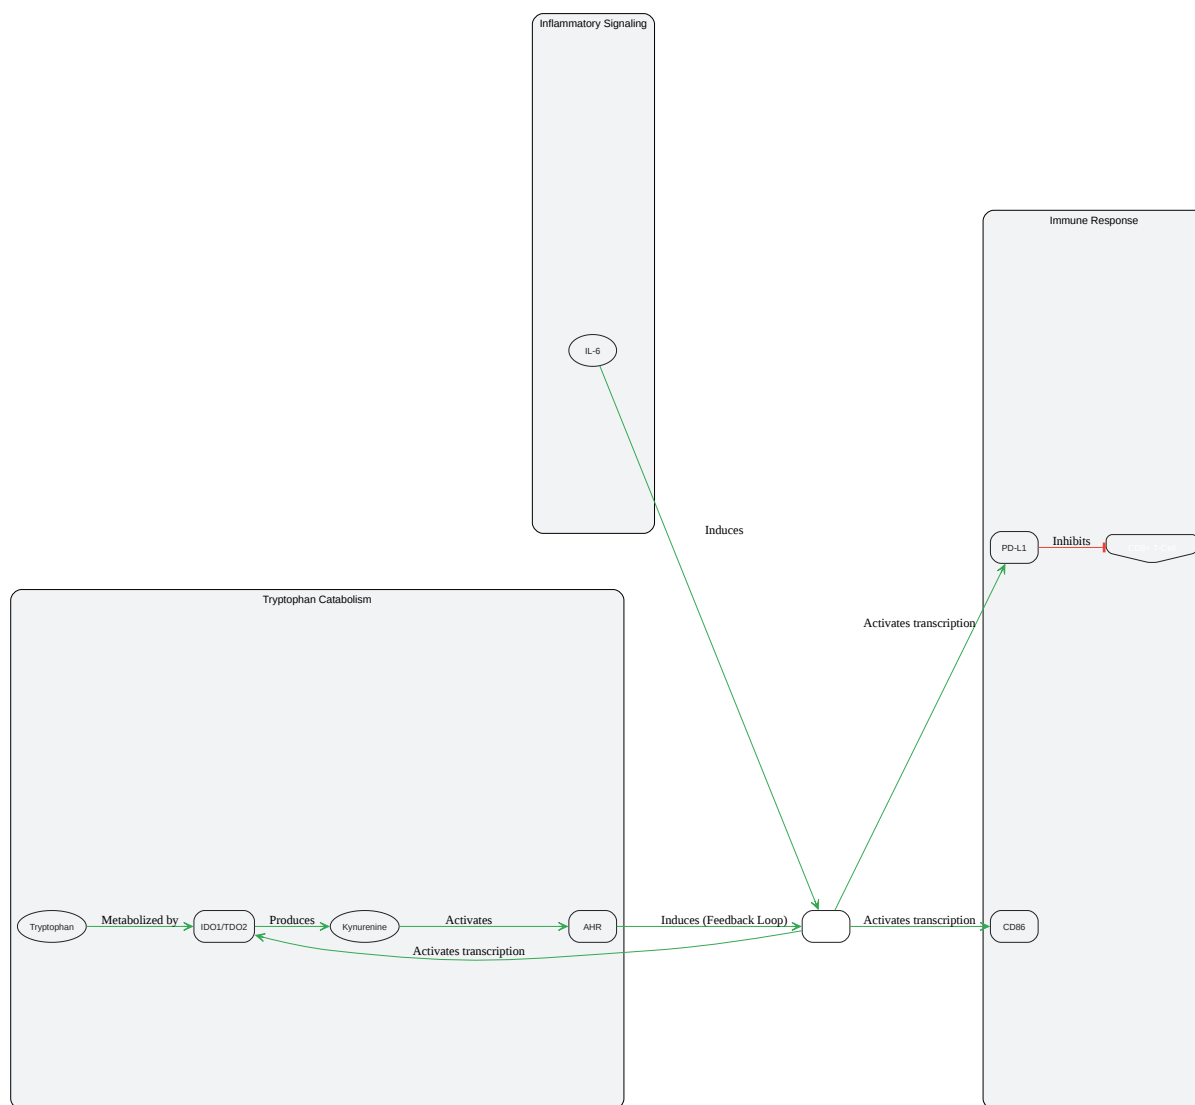 Inflammatory Signaling
Immune Response
IL-6
Induces
PD-L1
Inhibits
Tryptophan Catabolism
Activates transcription
Tryptophan
Metabolized by
IDO1/TDO2
Produces
Kynurenine
Activates
AHR
Induces (Feedback Loop)
Activates transcription
CD86
Activates transcription